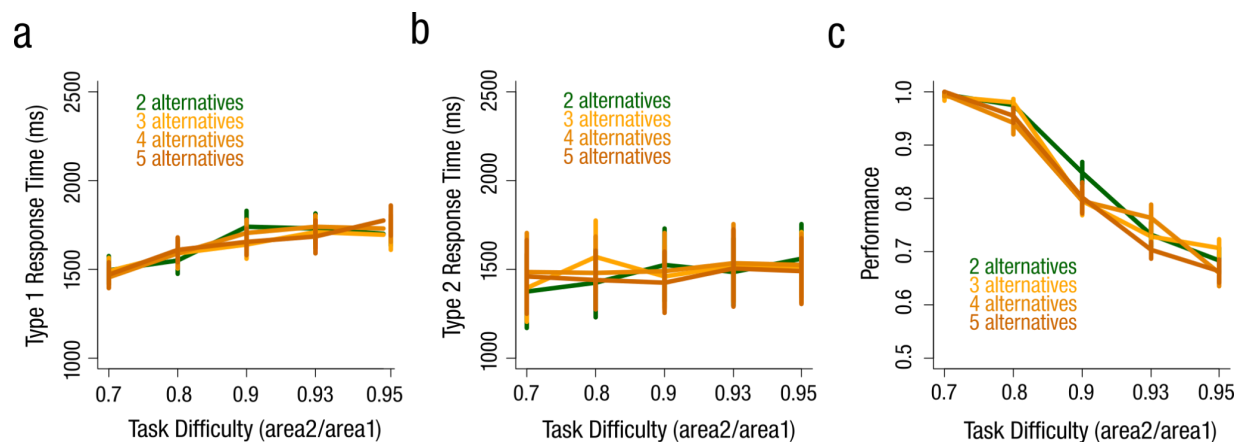 a
Type 1 Response Time (ms)
2500
2000
1500
1000
2 alternatives
3 alternatives
4 alternatives
5 alternatives
0.7 0.8 0.9 0.93 0.95
Task Difficulty (area2/area1)
b
Type 2 Response Time (ms)
2500
2000
1500
1000
2 alternatives
3 alternatives
4 alternatives
5 alternatives
0.7 0.8 0.9 0.93 0.95
Task Difficulty (area2/area1)
c
Performance
1.0
0.9
0.8
0.7
0.6
0.5
2 alternatives
3 alternatives
4 alternatives
5 alternatives
0.7 0.8 0.9 0.93 0.95
Task Difficulty (area2/area1)